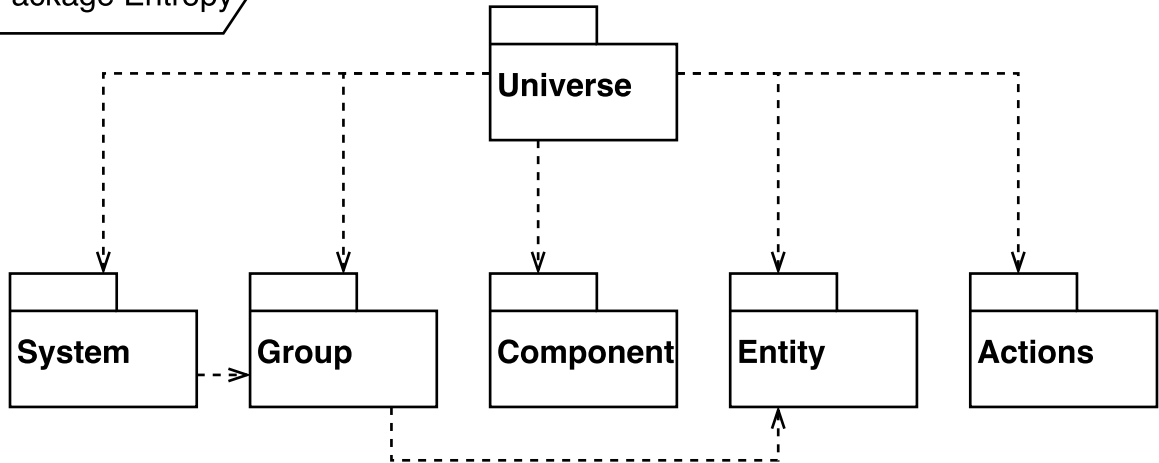 ackage Entropy
Universe
System
Group
Component
Entity
Actions